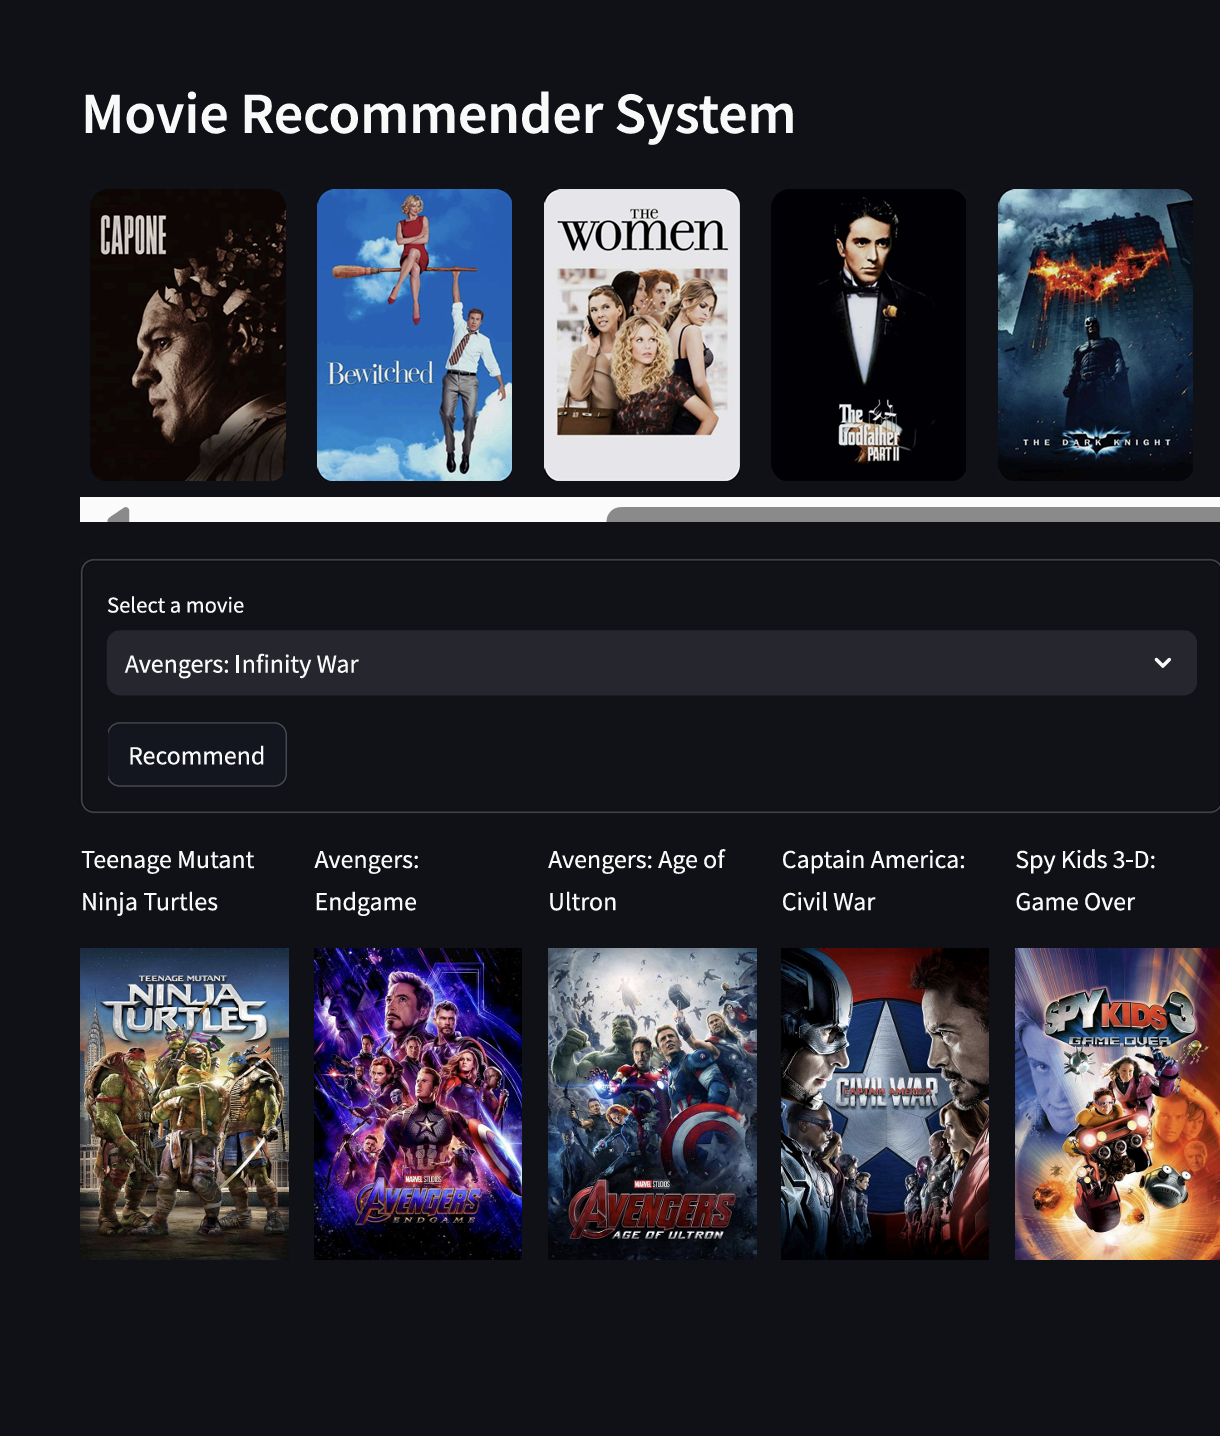 Movie Recommender System
CAPONE
Bewitched
THE
women
The
Godfather
PART II
THE DARK KNIGHT
Select a movie
Avengers: Infinity War
Recommend
Teenage Mutant
Ninja Turtles
Avengers:
Endgame
Avengers: Age of
Ultron
Captain America:
Civil War
Spy Kids 3-D:
Game Over
TEENAGE MUTANT
NINJA
TURTLES
MARVEL STUDIOS
AVENGERS
ENDGAME
MARVEL STUDIOS
AVENGERS
AGE OF ULTRON
CAPTAIN AMERICA
CIVIL WAR
SPY KIDS 3
GAME OVER